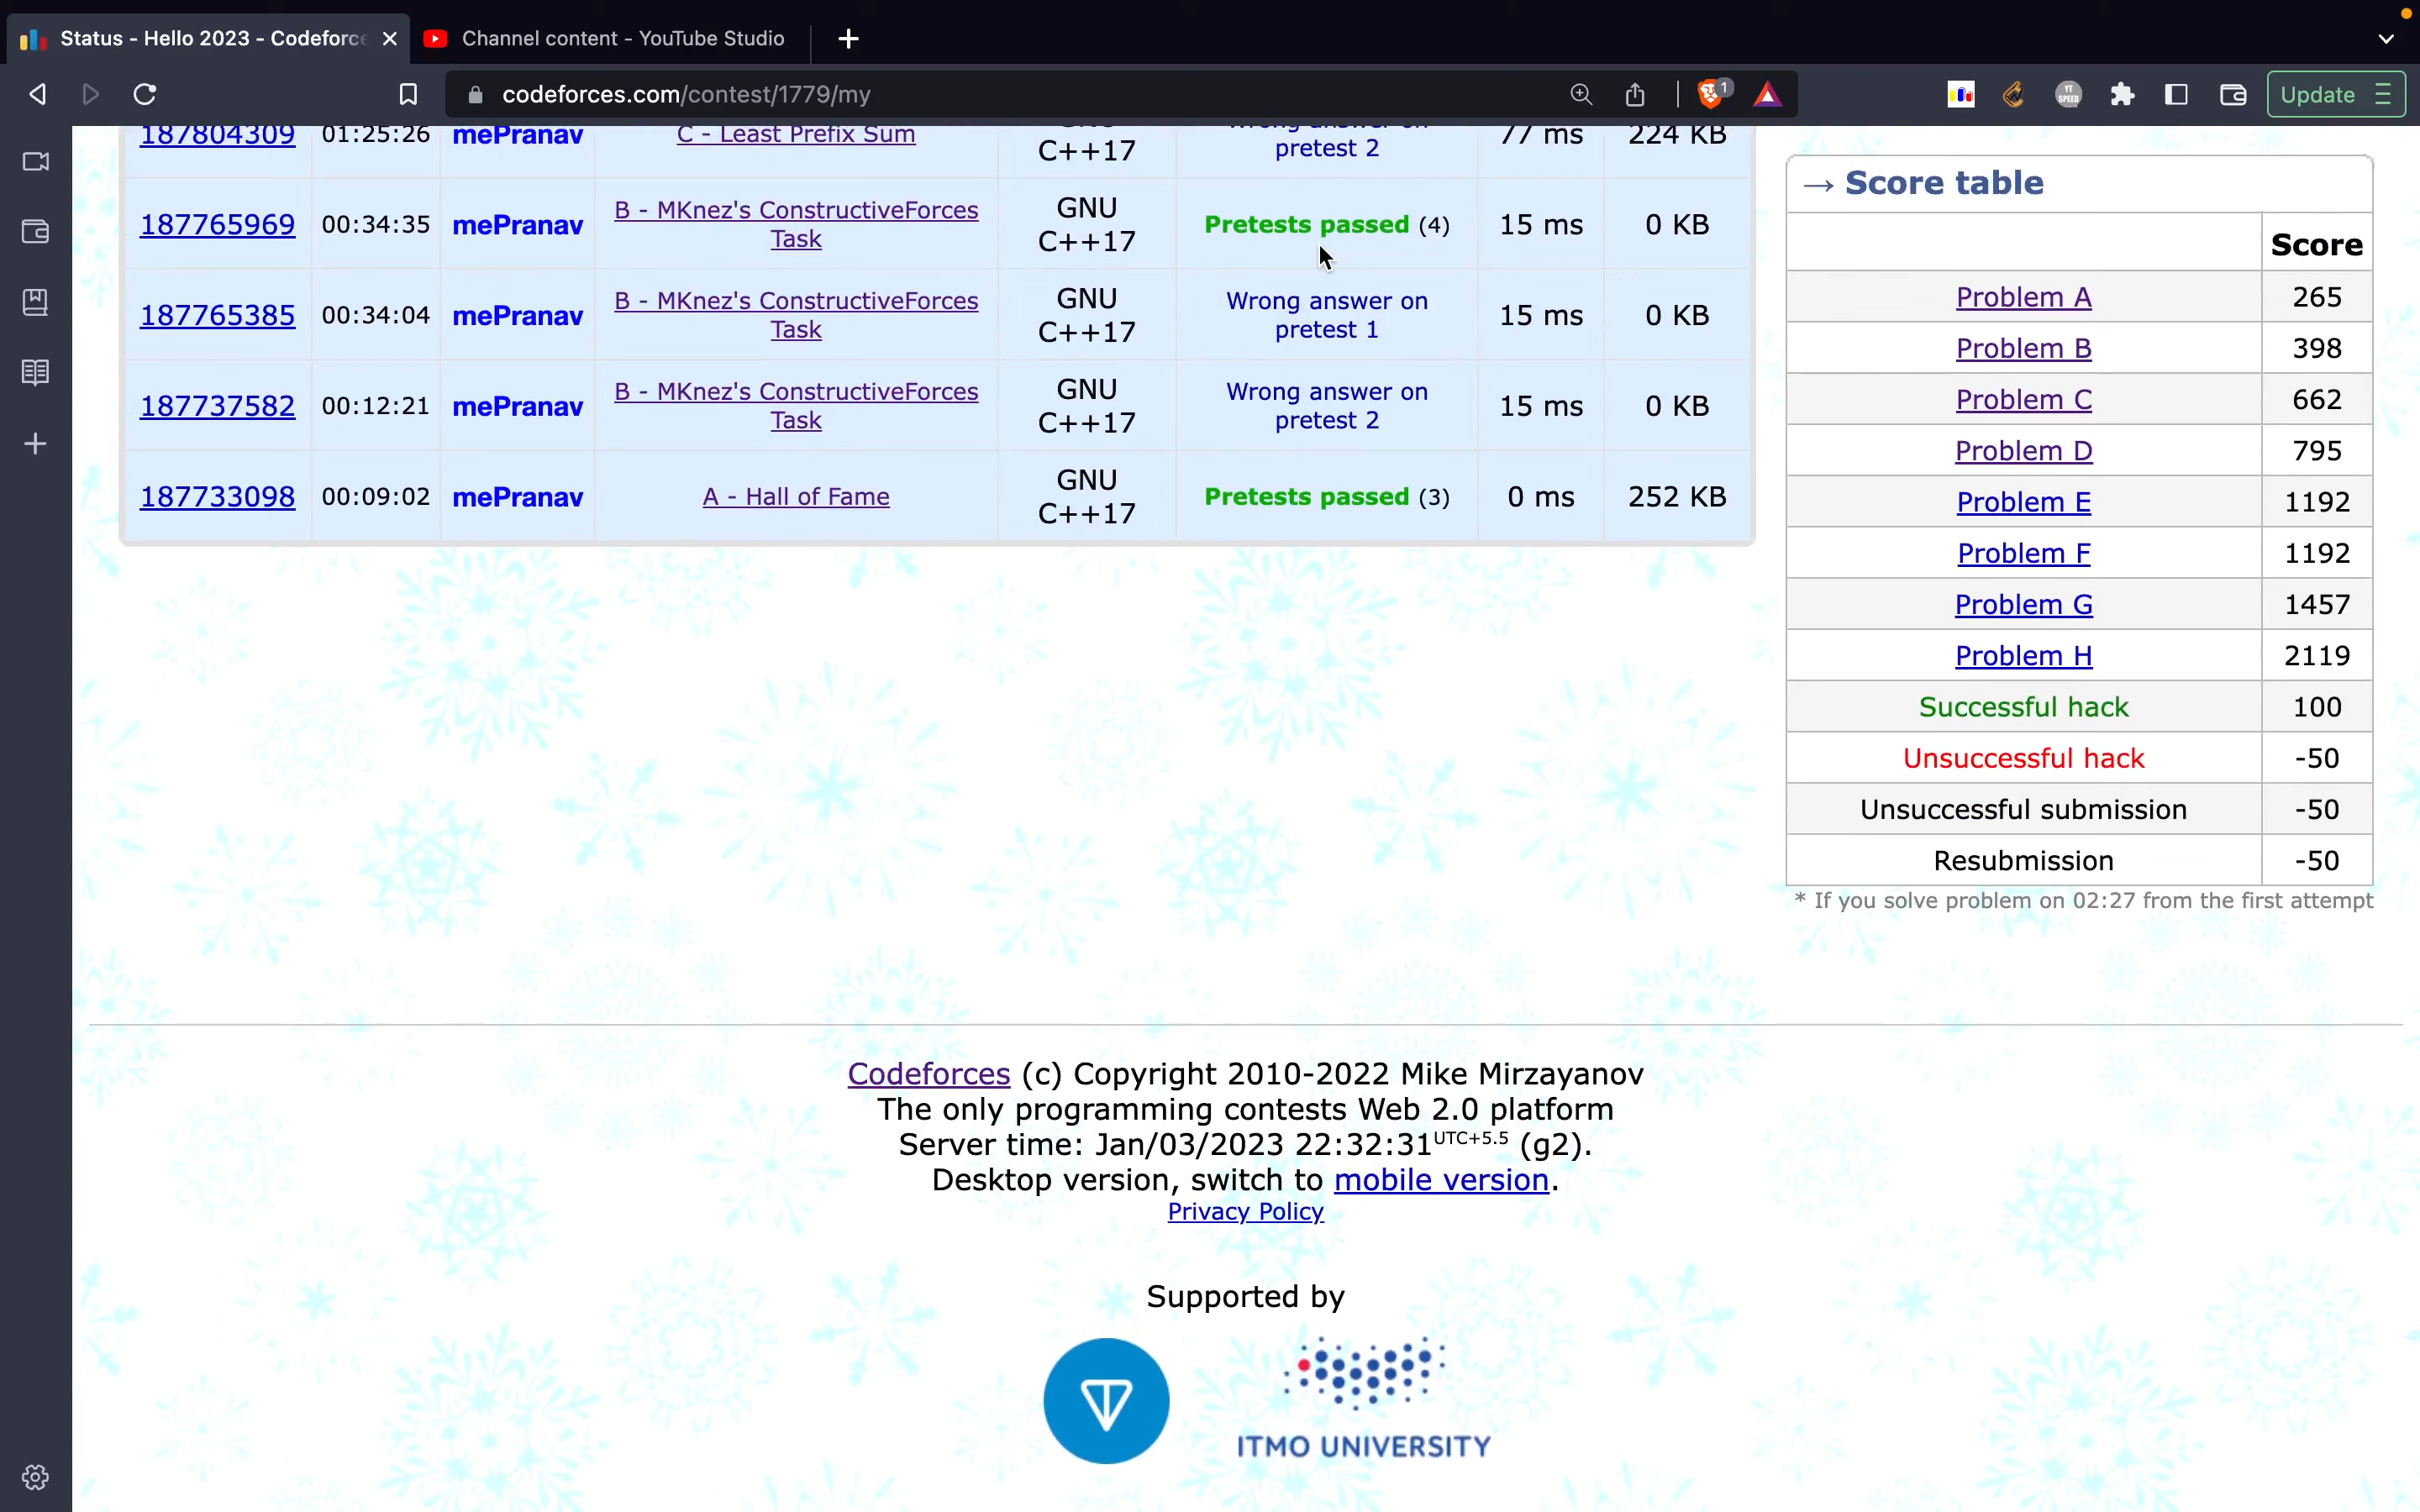 Status - Hello 2023 - Codeforce
Channel content - YouTube Studio
codeforces.com/contest/1779/my
1
YT
SPEED
Update
187804309 01:25:26 mePranav C - Least Prefix Sum C++17 Wrong answer on pretest 2 77 ms 224 KB
187765969 00:34:35 mePranav B - MKnez's ConstructiveForces Task GNU C++17 Pretests passed (4) 15 ms 0 KB
187765385 00:34:04 mePranav B - MKnez's ConstructiveForces Task GNU C++17 Wrong answer on pretest 1 15 ms 0 KB
187737582 00:12:21 mePranav B - MKnez's ConstructiveForces Task GNU C++17 Wrong answer on pretest 2 15 ms 0 KB
187733098 00:09:02 mePranav A - Hall of Fame GNU C++17 Pretests passed (3) 0 ms 252 KB
→ Score table
Score
Problem A 265
Problem B 398
Problem C 662
Problem D 795
Problem E 1192
Problem F 1192
Problem G 1457
Problem H 2119
Successful hack 100
Unsuccessful hack -50
Unsuccessful submission -50
Resubmission -50
* If you solve problem on 02:27 from the first attempt
Codeforces (c) Copyright 2010-2022 Mike Mirzayanov
The only programming contests Web 2.0 platform
Server time: Jan/03/2023 22:32:31 UTC+5.5 (g2).
Desktop version, switch to mobile version.
Privacy Policy
Supported by
ITMO UNIVERSITY